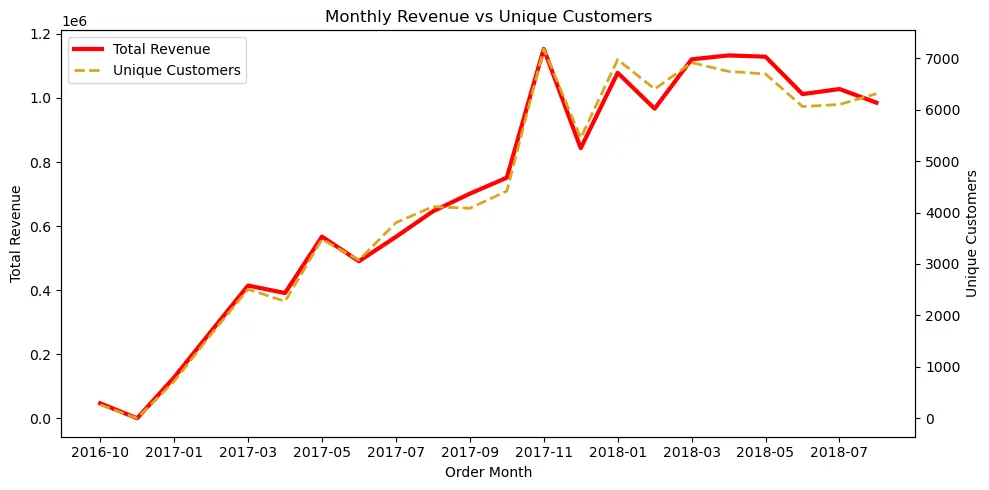 Monthly Revenue vs Unique Customers
1e6
Total Revenue
Unique Customers
1.2
1.0
0.8
0.6
0.4
0.2
0.0
Total Revenue
7000
6000
5000
4000
3000
2000
1000
0
Unique Customers
2016-10 2017-01 2017-03 2017-05 2017-07 2017-09 2017-11 2018-01 2018-03 2018-05 2018-07
Order Month